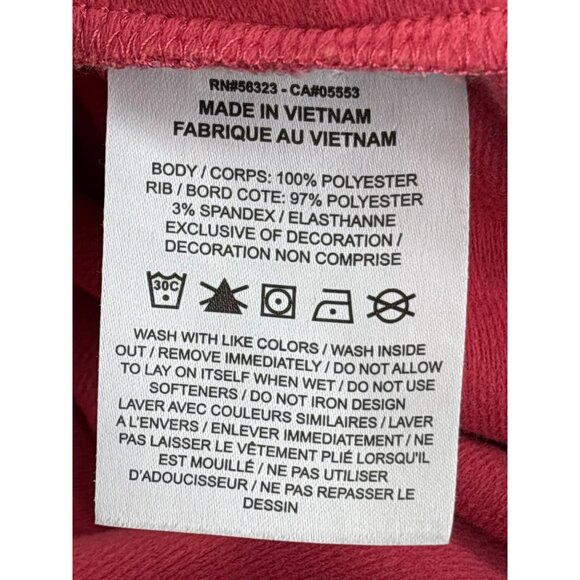 RN#56323 - CA#05553
MADE IN VIETNAM
FABRIQUE AU VIETNAM
BODY / CORPS: 100% POLYESTER
RIB / BORD COTE: 97% POLYESTER
3% SPANDEX / ELASTHANNE
EXCLUSIVE OF DECORATION /
DECORATION NON COMPRISE
30C
WASH WITH LIKE COLORS / WASH INSIDE
OUT / REMOVE IMMEDIATELY / DO NOT ALLOW
TO LAY ON ITSELF WHEN WET / DO NOT USE
SOFTENERS / DO NOT IRON DESIGN
LAVER AVEC COULEURS SIMILAIRES / LAVER
A L'ENVERS / ENLEVER IMMEDIATEMENT / NE
PAS LAISSER LE VÊTEMENT PLIÉ LORSQU'IL
EST MOUILLÉ / NE PAS UTILISER
D'ADOUCISSEUR / NE PAS REPASSER LE
DESSIN